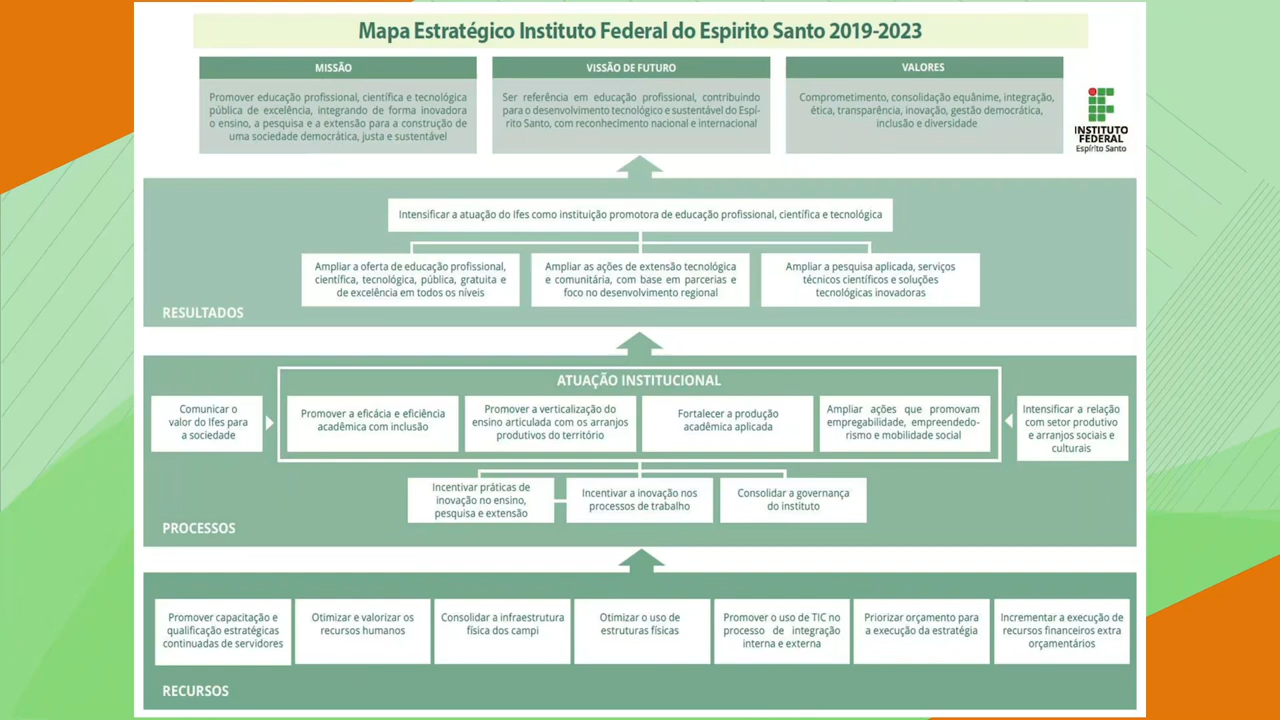 Mapa Estratégico Instituto Federal do Espirito Santo 2019-2023
MISSÃO
Promover educação profissional, científica e tecnológica
pública de excelência, integrando de forma inovadora
o ensino, a pesquisa e a extensão para a construção de
uma sociedade democrática, justa e sustentável
VISSÃO DE FUTURO
Ser referência em educação profissional, contribuindo
para o desenvolvimento tecnológico e sustentável do Espí-
rito Santo, com reconhecimento nacional e internacional
VALORES
Comprometimento, consolidação equânime, integração,
ética, transparência, inovação, gestão democrática,
inclusão e diversidade
INSTITUTO
FEDERAL
Espírito Santo
Intensificar a atuação do Ifes como instituição promotora de educação profissional, científica e tecnológica
Ampliar a oferta de educação profissional,
científica, tecnológica, pública, gratuita e
de excelência em todos os níveis
Ampliar as ações de extensão tecnológica
e comunitária, com base em parcerias e
foco no desenvolvimento regional
Ampliar a pesquisa aplicada, serviços
técnicos científicos e soluções
tecnológicas inovadoras
RESULTADOS
ATUAÇÃO INSTITUCIONAL
Comunicar o
valor do Ifes para
a sociedade
Promover a eficácia e eficiência
acadêmica com inclusão
Promover a verticalização do
ensino articulada com os arranjos
produtivos do território
Fortalecer a produção
acadêmica aplicada
Ampliar ações que promovam
empregabilidade, empreendedo-
rismo e mobilidade social
Intensificar a relação
com setor produtivo
e arranjos sociais e
culturais
Incentivar práticas de
inovação no ensino,
pesquisa e extensão
Incentivar a inovação nos
processos de trabalho
Consolidar a governança
do instituto
PROCESSOS
Promover capacitação e
qualificação estratégicas
continuadas de servidores
Otimizar e valorizar os
recursos humanos
Consolidar a infraestrutura
física dos campi
Otimizar o uso de
estruturas físicas
Promover o uso de TIC no
processo de integração
interna e externa
Priorizar orçamento para
a execução da estratégia
Incrementar a execução de
recursos financeiros extra
orçamentários
RECURSOS